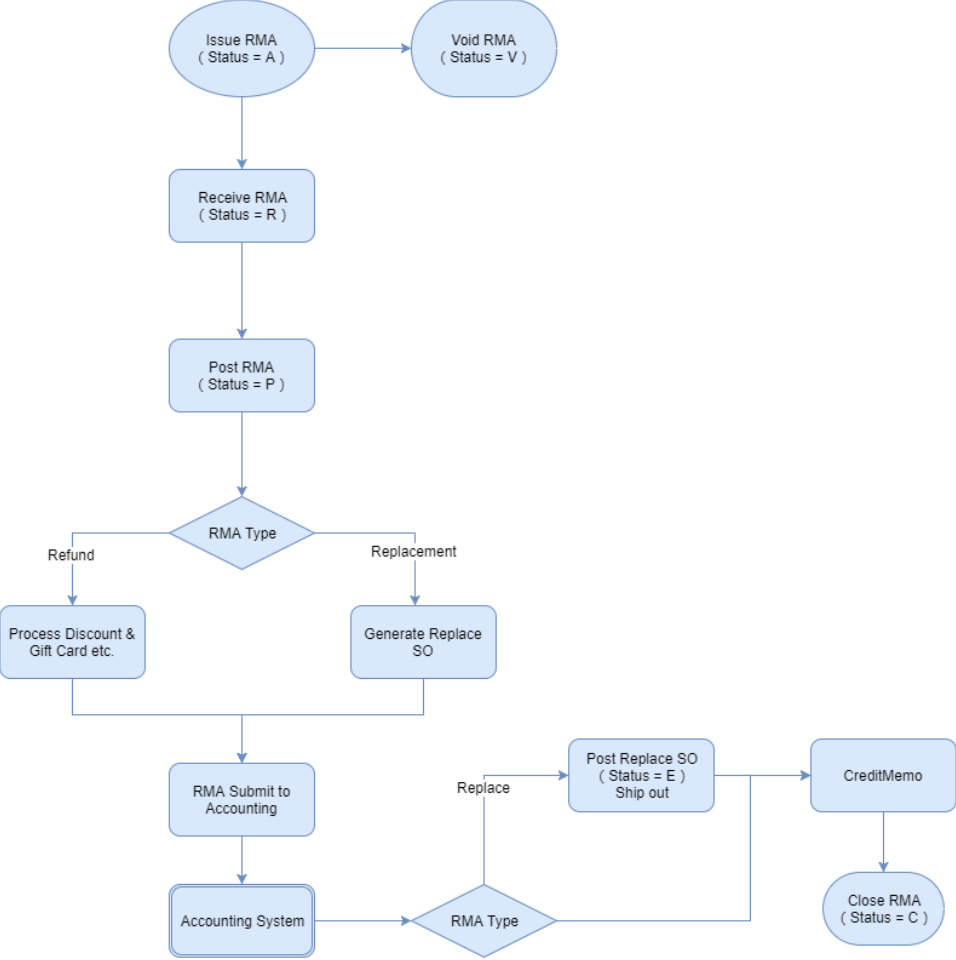 Issue RMA
( Status = A )
Void RMA
( Status = V )
Receive RMA
( Status = R )
Post RMA
( Status = P )
RMA Type
Refund
Replacement
Process Discount &
Gift Card etc.
Generate Replace
SO
RMA Submit to
Accounting
Accounting System
RMA Type
Replace
Post Replace SO
( Status = E )
Ship out
CreditMemo
Close RMA
( Status = C )